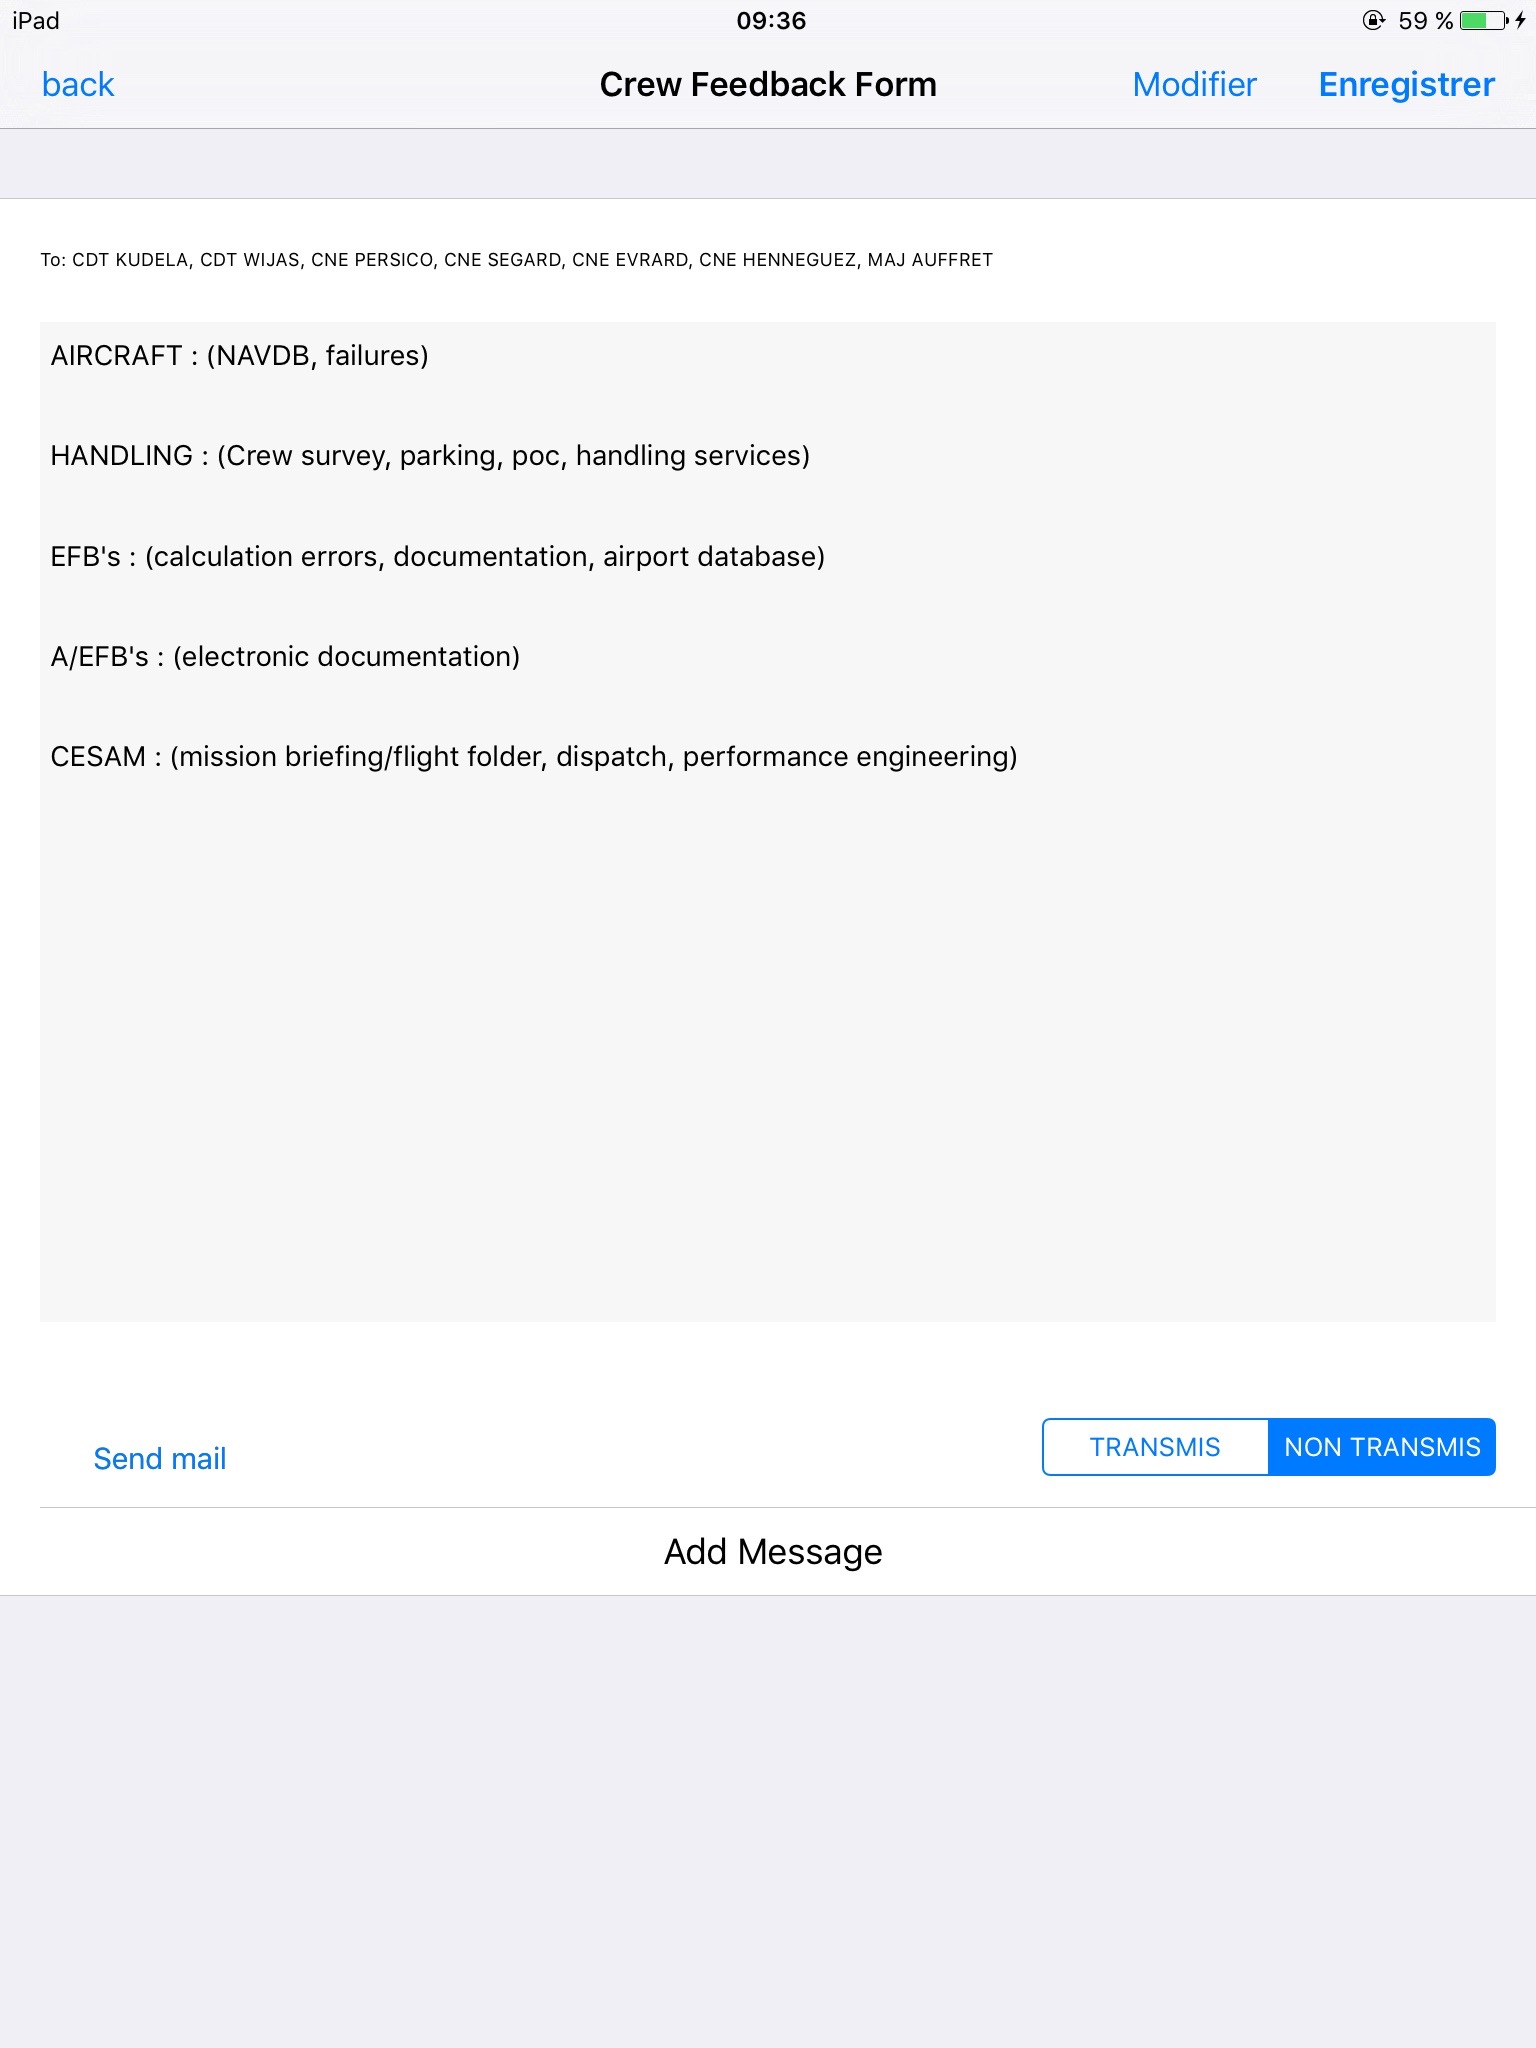 iPad 09:36 59 %
back Crew Feedback Form Modifier Enregistrer
To: CDT KUDELA, CDT WIJAS, CNE PERSICO, CNE SEGARD, CNE EVRARD, CNE HENNEGUEZ, MAJ AUFFRET
AIRCRAFT : (NAVDB, failures)
HANDLING : (Crew survey, parking, poc, handling services)
EFB's : (calculation errors, documentation, airport database)
A/EFB's : (electronic documentation)
CESAM : (mission briefing/flight folder, dispatch, performance engineering)
Send mail TRANSMIS NON TRANSMIS
Add Message